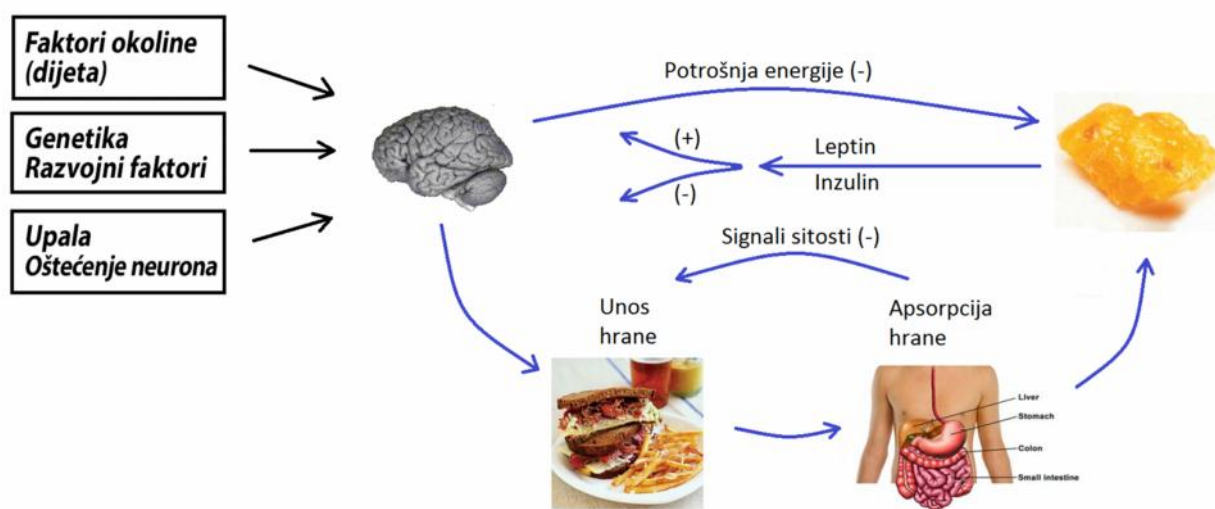 Faktori okoline
(dijeta)
Genetika
Razvojni faktori
Upala
Oštećenje neurona
Potrošnja energije (-)
(+)
(-)
Leptin
Inzulin
Signali sitosti (-)
Unos
hrane
Apsorpcija
hrane
Liver
Stomach
Colon
Small intestine